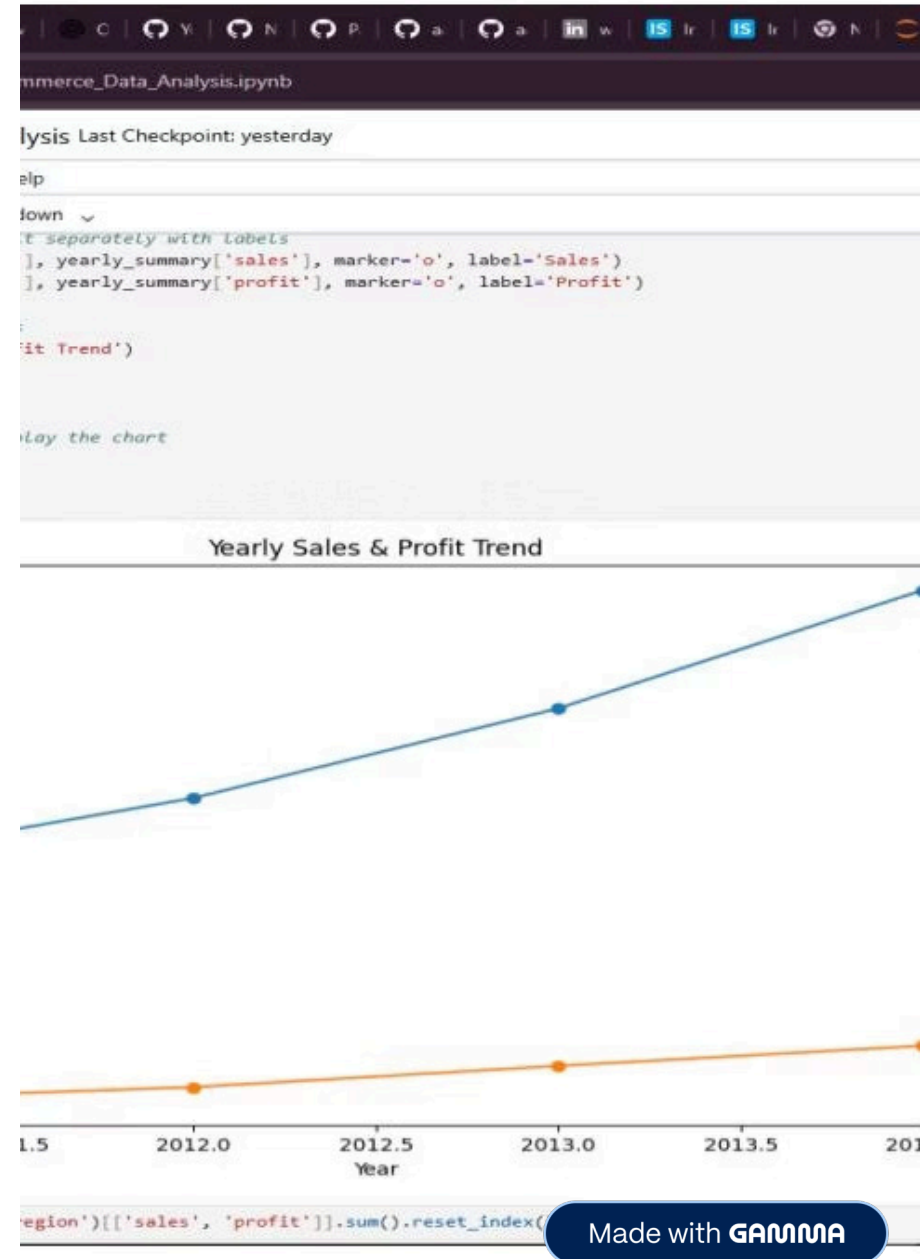 mmerce_Data_Analysis.ipynb
lysis Last Checkpoint: yesterday
elp
down
t separately with labels
], yearly_summary['sales'], marker='o', label='Sales')
], yearly_summary['profit'], marker='o', label='Profit')
fit Trend')
lay the chart
Yearly Sales & Profit Trend
1.5 2012.0 2012.5 2013.0 2013.5 201
Year
egion')[['sales', 'profit']].sum().reset_index(
Made with GAMMA